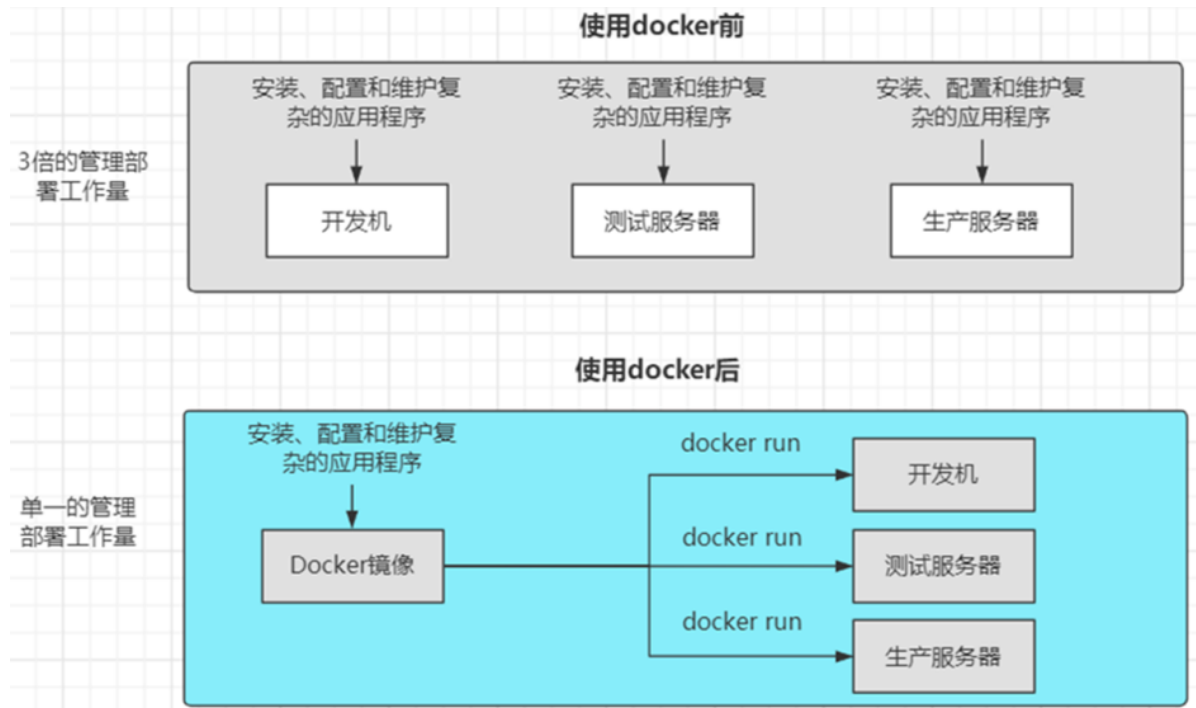 使用docker前
安装、配置和维护复
杂的应用程序
安装、配置和维护复
杂的应用程序
安装、配置和维护复
杂的应用程序
3倍的管理部
署工作量
开发机
测试服务器
生产服务器
使用docker后
安装、配置和维护复
杂的应用程序
单一的管理
部署工作量
Docker镜像
docker run
开发机
docker run
测试服务器
docker run
生产服务器